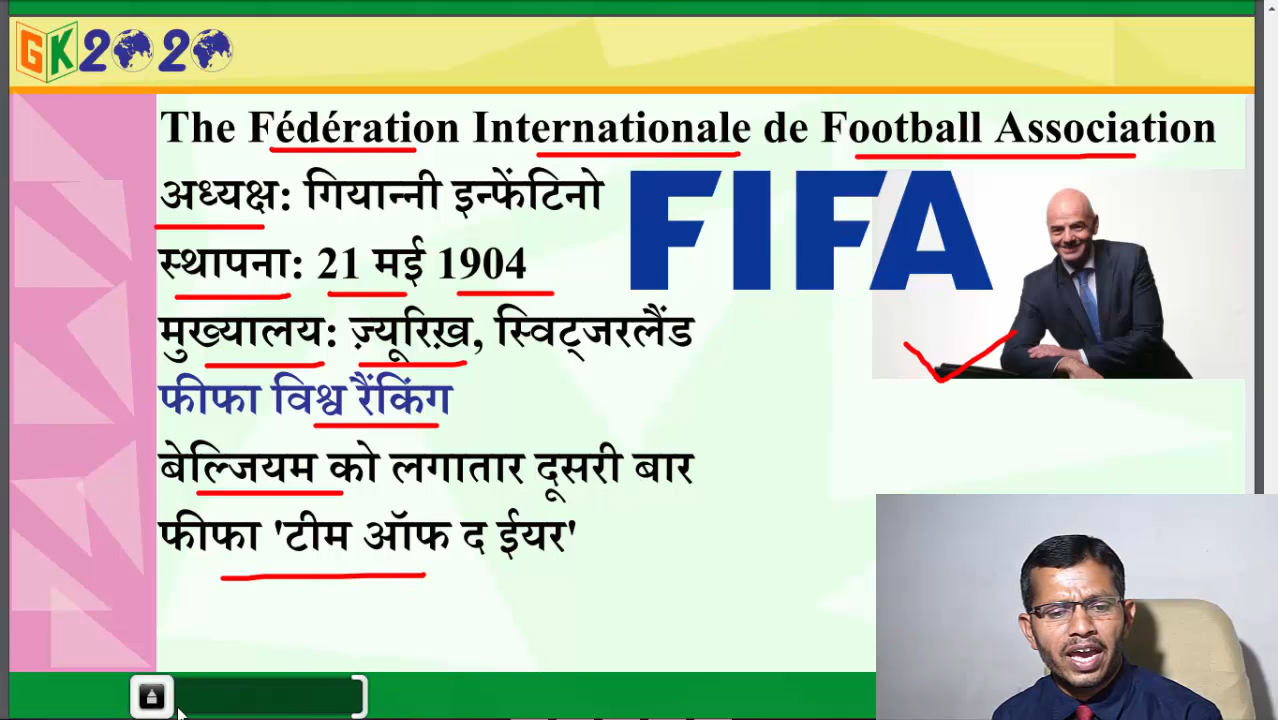 GK2020
The Fédération Internationale de Football Association
अध्यक्ष: गियान्नी इन्फेंटिनो
FIFA
स्थापना: 21 मई 1904
मुख्यालय: ज़्यूरिख़, स्विट्जरलैंड
फीफा विश्व रैंकिंग
बेल्जियम को लगातार दूसरी बार
फीफा 'टीम ऑफ द ईयर'